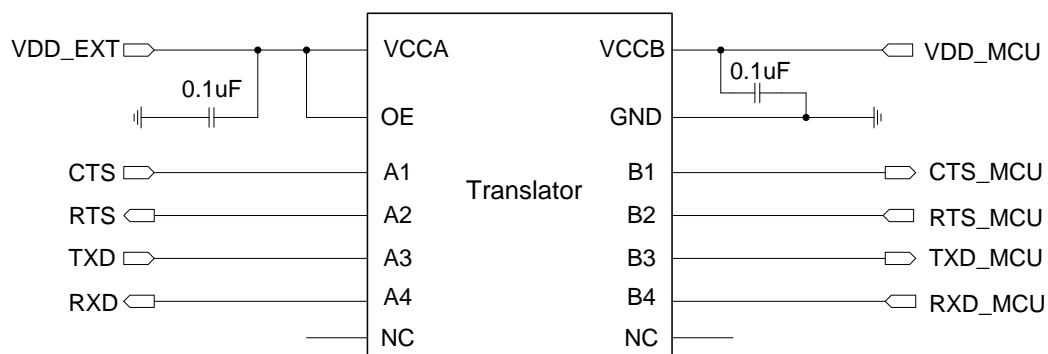 VDD_EXT VCCA VCCB VDD_MCU
0.1uF 0.1uF
OE GND
CTS A1 B1 CTS_MCU
Translator
RTS A2 B2 RTS_MCU
TXD A3 B3 TXD_MCU
RXD A4 B4 RXD_MCU
NC NC